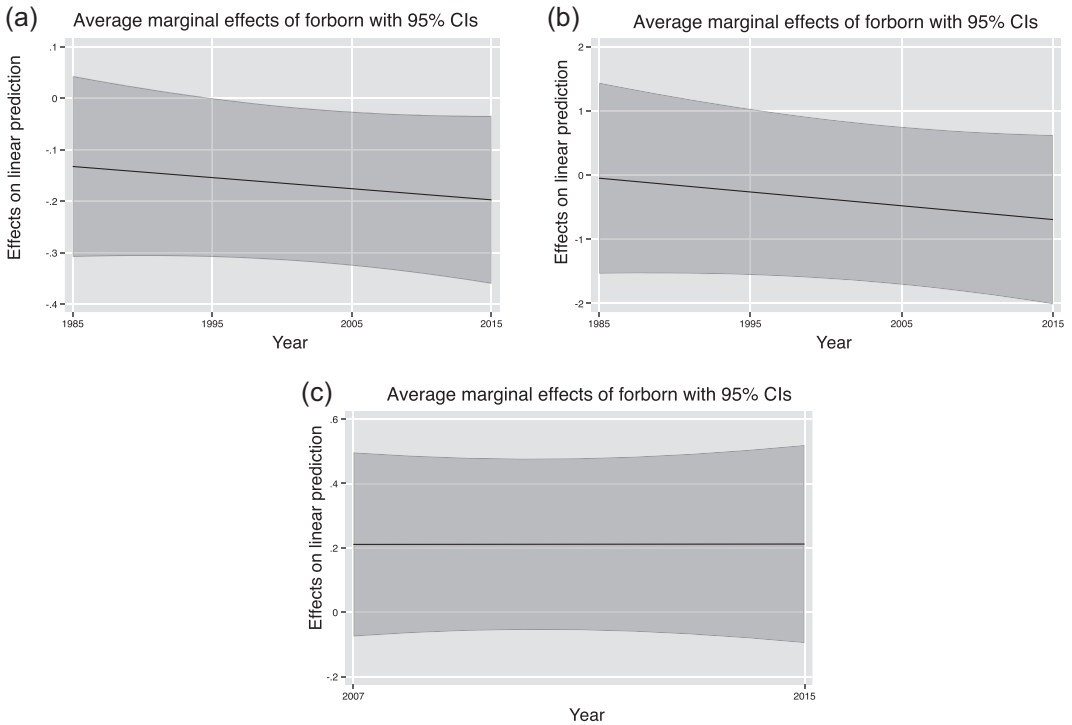 (a)
Average marginal effects of forborn with 95% CIs
Effects on linear prediction
.1
0
-.1
-.2
-.3
-.4
1985 1995 2005 2015
Year
(b)
Average marginal effects of forborn with 95% CIs
Effects on linear prediction
2
1
0
-1
-2
1985 1995 2005 2015
Year
(c)
Average marginal effects of forborn with 95% CIs
Effects on linear prediction
.6
.4
.2
0
-.2
2007 2015
Year